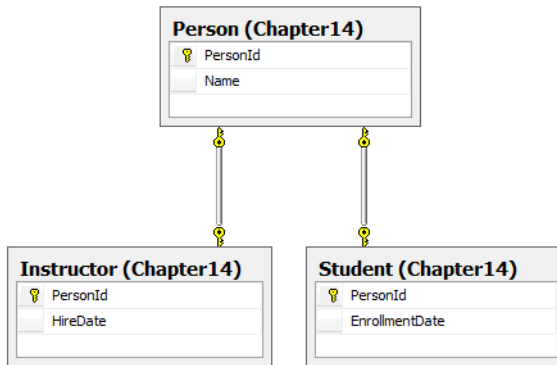 Person (Chapter14)
PersonId
Name
Instructor (Chapter14)
PersonId
HireDate
Student (Chapter14)
PersonId
EnrollmentDate